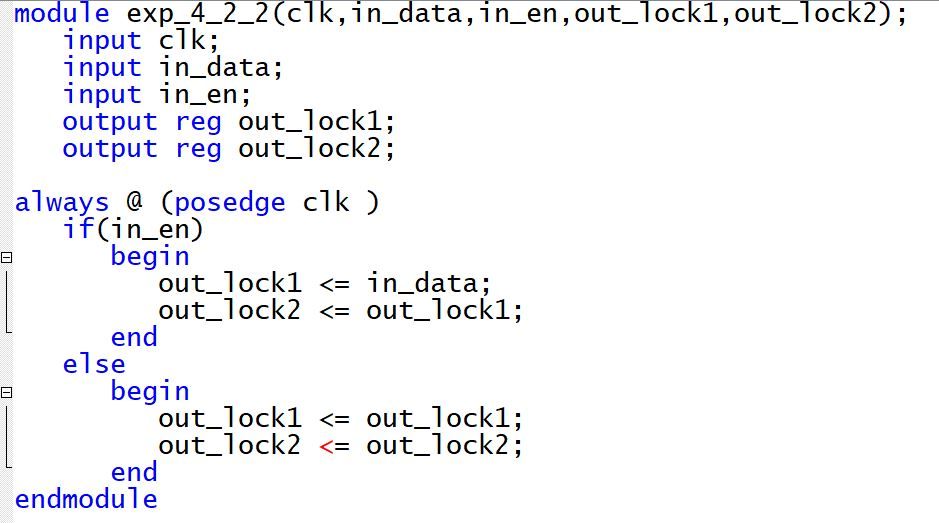 module exp_4_2_2(clk,in_data,in_en,out_lock1,out_lock2);
input clk;
input in_data;
input in_en;
output reg out_lock1;
output reg out_lock2;
always @ (posedge clk )
if(in_en)
begin
out_lock1 <= in_data;
out_lock2 <= out_lock1;
end
else
begin
out_lock1 <= out_lock1;
out_lock2 <= out_lock2;
end
endmodule